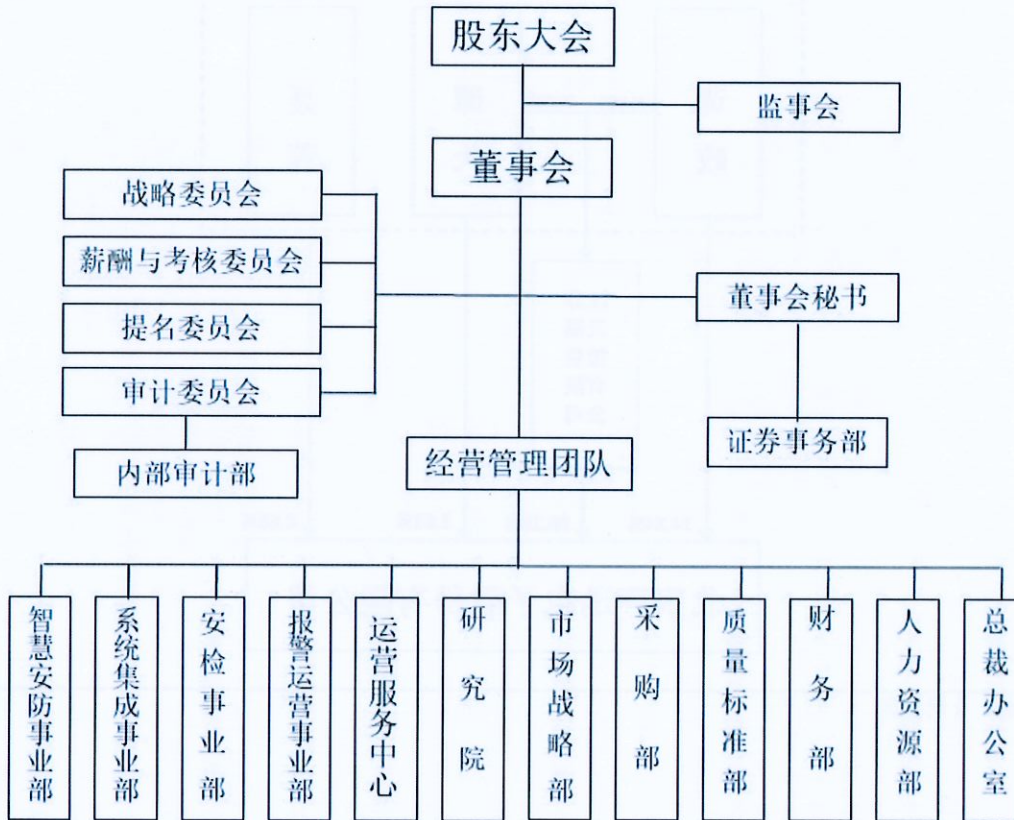 股东大会
监事会
董事会
战略委员会
薪酬与考核委员会
董事会秘书
提名委员会
审计委员会
证券事务部
经营管理团队
内部审计部
智慧安防事业部
系统集成事业部
安检事业部
报警运营事业部
运营服务中心
研究院
市场战略部
采购部
质量标准部
财务部
人力资源部
总裁办公室